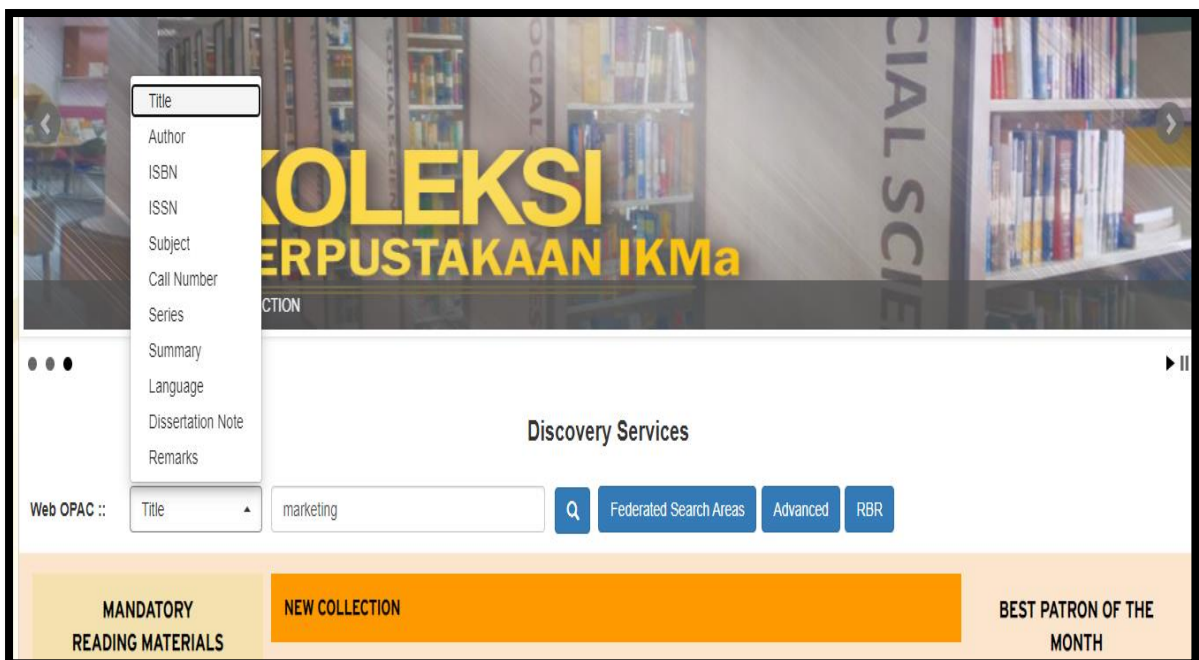 Title
Author
ISBN
ISSN
Subject
Call Number
Series
Summary
Language
Dissertation Note
Remarks
KOLEKSI
ERPUSTAKAAN IKMa
CTION
SOCIAL SCIE
Discovery Services
Web OPAC :: Title marketing Federated Search Areas Advanced RBR
MANDATORY
READING MATERIALS
NEW COLLECTION
BEST PATRON OF THE
MONTH